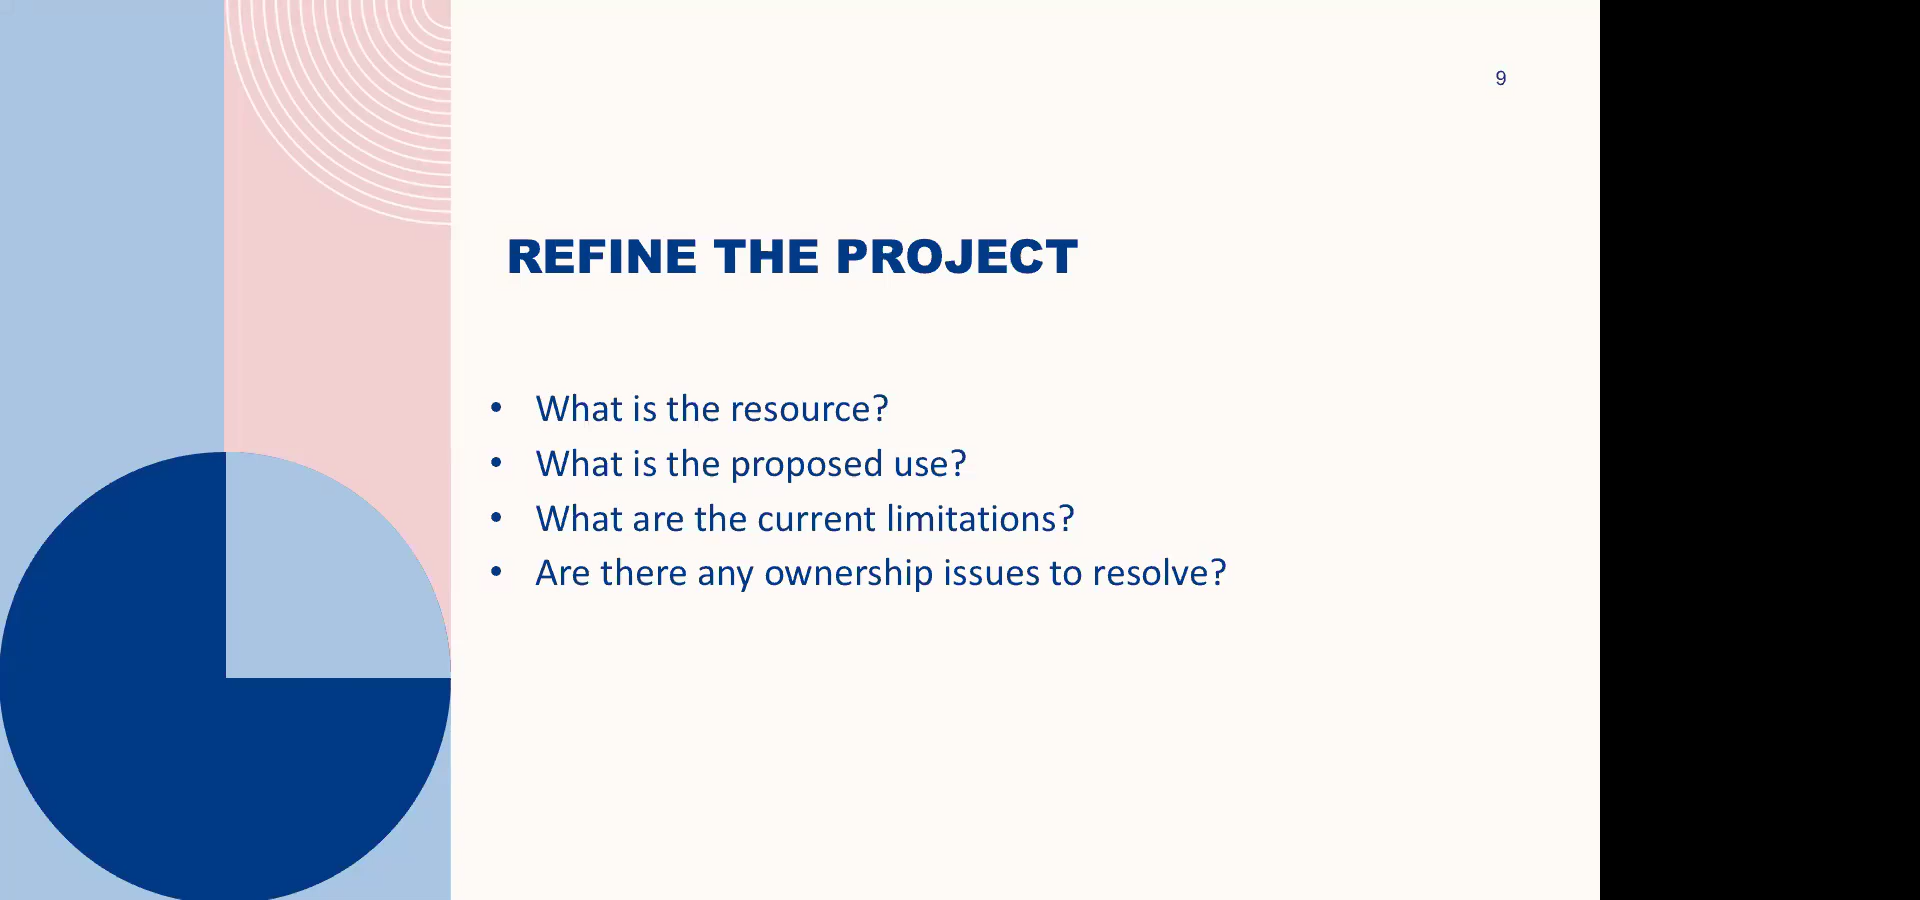 9
REFINE THE PROJECT
• What is the resource?
• What is the proposed use?
• What are the current limitations?
• Are there any ownership issues to resolve?